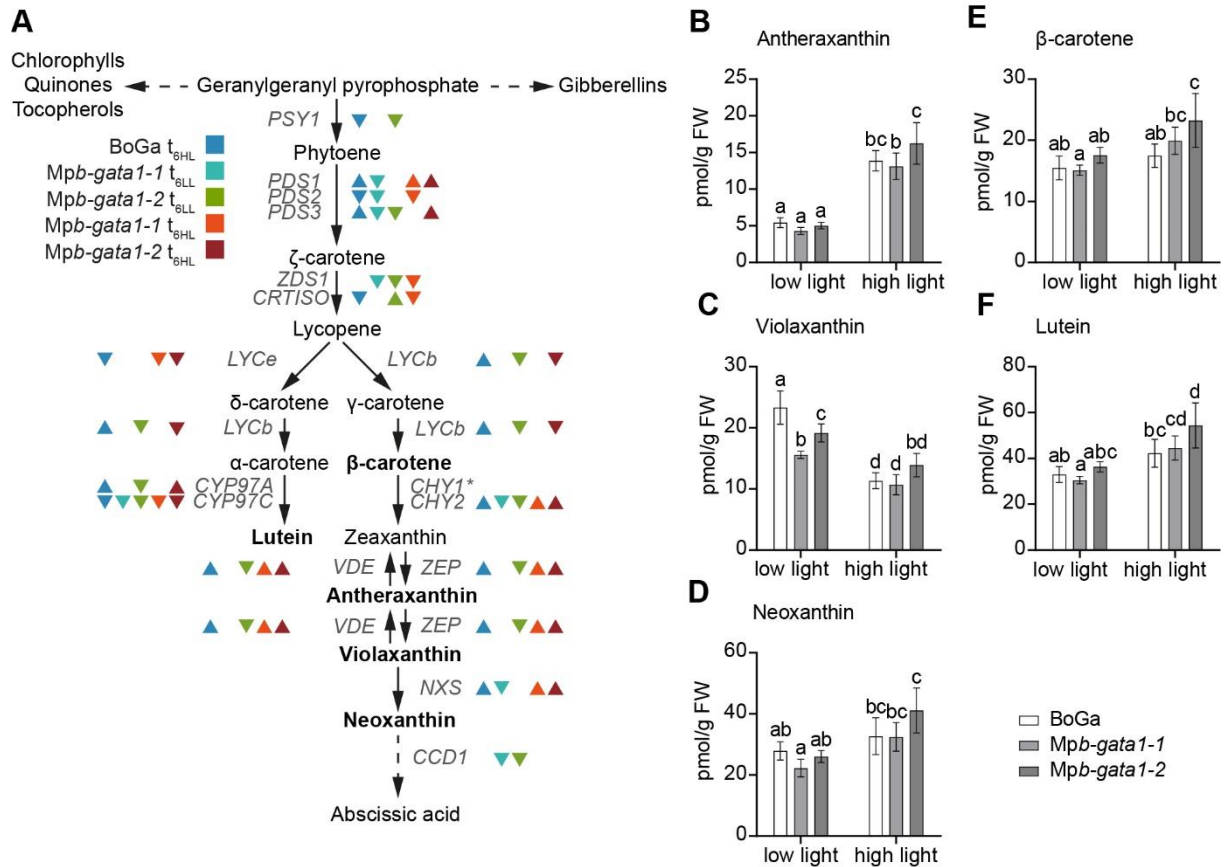 A
Chlorophylls
Quinones
Tocopherols
Geranylgeranyl pyrophosphate
Gibberellins
PSY1
Phytoene
BoGa t6HL
Mpb-gata1-1 t6LL
Mpb-gata1-2 t6LL
Mpb-gata1-1 t6HL
Mpb-gata1-2 t6HL
PDS1
PDS2
PDS3
ζ-carotene
ZDS1
CRTISO
Lycopene
LYCe
LYCb
δ-carotene
γ-carotene
LYCb
LYCb
α-carotene
β-carotene
CYP97A
CYP97C
CHY1*
CHY2
Lutein
Zeaxanthin
VDE
ZEP
Antheraxanthin
VDE
ZEP
Violaxanthin
NXS
Neoxanthin
CCD1
Abscissic acid
B
Antheraxanthin
pmol/g FW
25
20
15
10
5
0
a
a
a
bc
b
c
low light
high light
C
Violaxanthin
pmol/g FW
30
20
10
0
a
b
c
d
d
bd
low light
high light
D
Neoxanthin
pmol/g FW
60
40
20
0
ab
a
ab
bc
bc
c
low light
high light
E
β-carotene
pmol/g FW
30
20
10
0
ab
a
ab
ab
bc
c
low light
high light
F
Lutein
pmol/g FW
80
60
40
20
0
ab
a
abc
bc
cd
d
low light
high light
BoGa
Mpb-gata1-1
Mpb-gata1-2